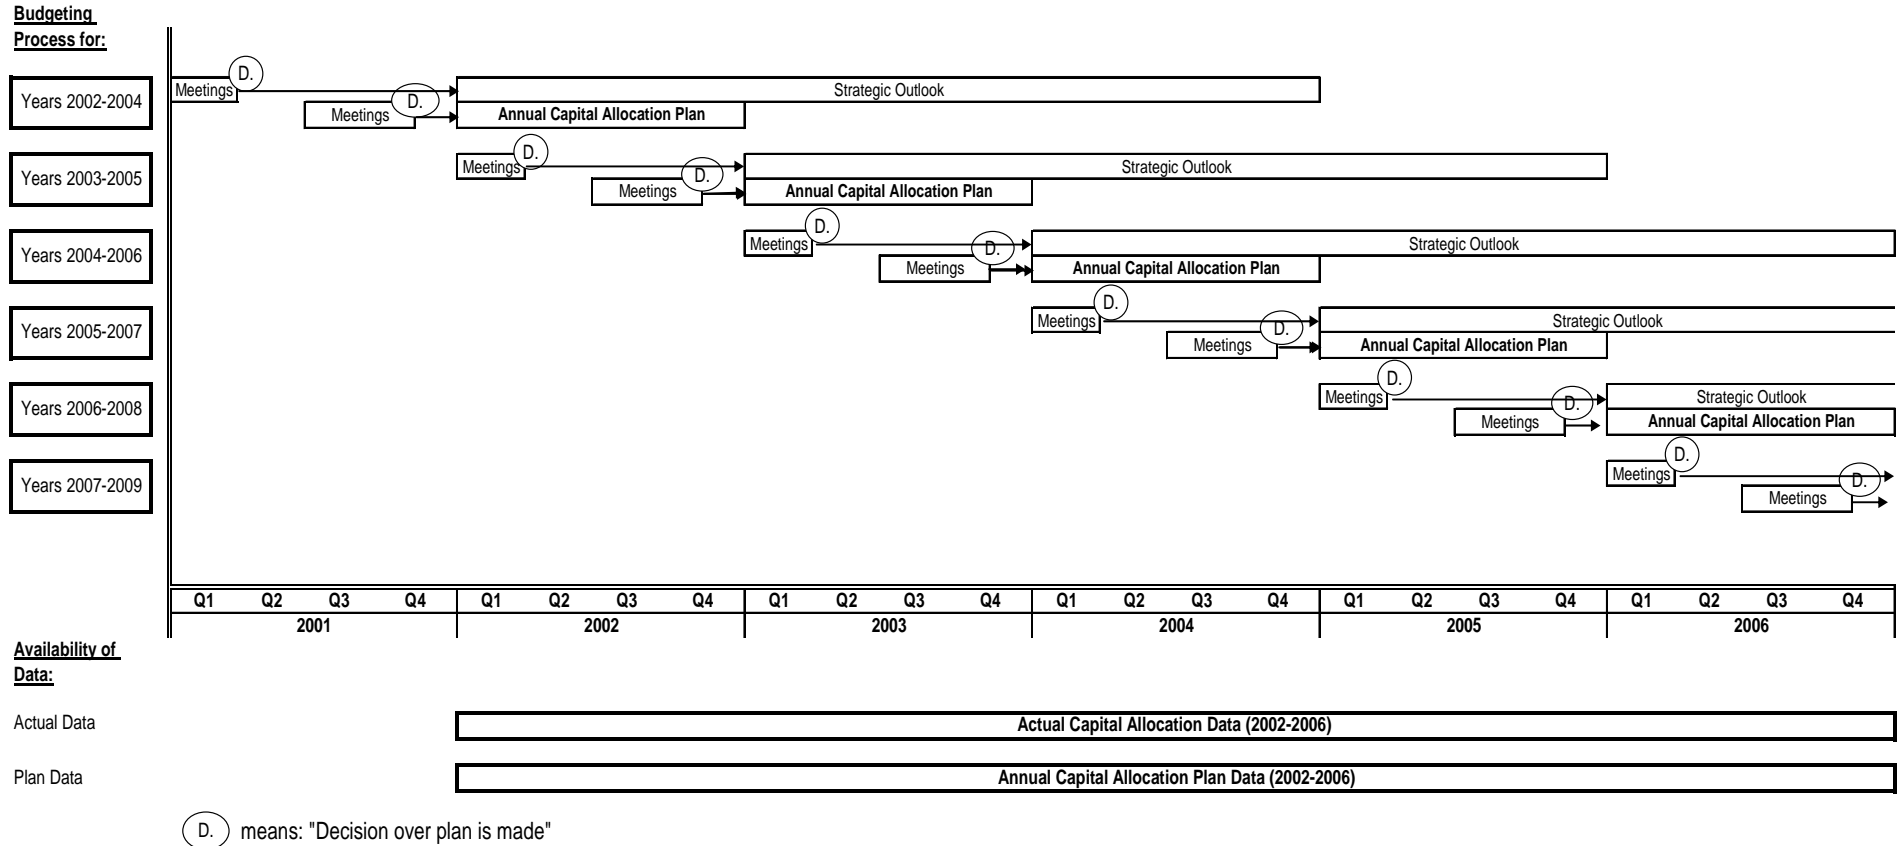 Budgeting
Process for:
D.
Meetings
Strategic Outlook
Years 2002-2004
D.
Meetings
Annual Capital Allocation Plan
D.
Meetings
Strategic Outlook
Years 2003-2005
D.
Meetings
Annual Capital Allocation Plan
D.
Meetings
Strategic Outlook
Years 2004-2006
D.
Meetings
Annual Capital Allocation Plan
D.
Meetings
Strategic Outlook
Years 2005-2007
D.
Meetings
Annual Capital Allocation Plan
D.
Meetings
Strategic Outlook
Years 2006-2008
D.
Meetings
Annual Capital Allocation Plan
D.
Meetings
Years 2007-2009
D.
Meetings
Q1 Q2 Q3 Q4 Q1 Q2 Q3 Q4 Q1 Q2 Q3 Q4 Q1 Q2 Q3 Q4 Q1 Q2 Q3 Q4 Q1 Q2 Q3 Q4
2001 2002 2003 2004 2005 2006
Availability of
Data:
Actual Data
Actual Capital Allocation Data (2002-2006)
Plan Data
Annual Capital Allocation Plan Data (2002-2006)
D. means: "Decision over plan is made"